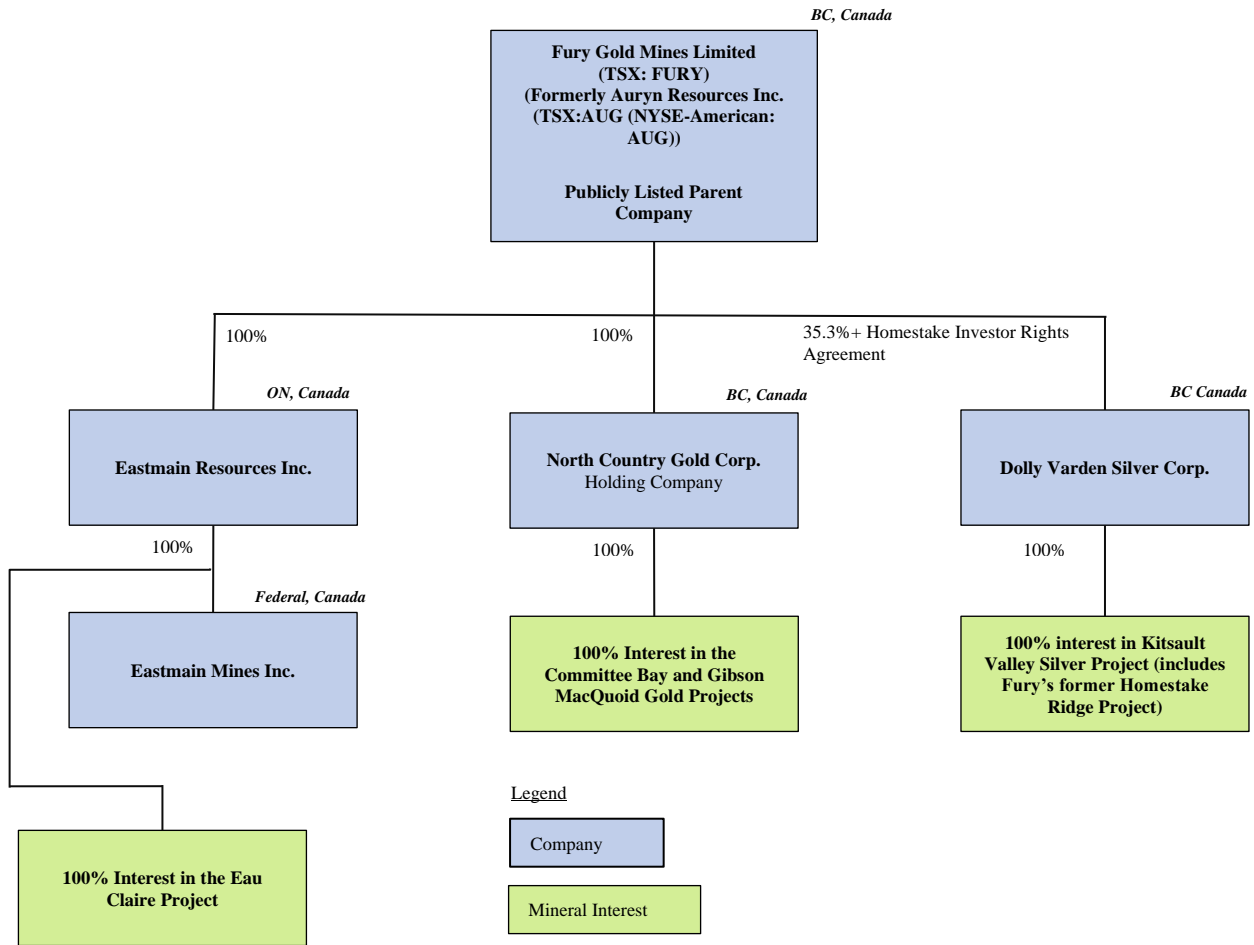 BC, Canada
Fury Gold Mines Limited
(TSX: FURY)
(Formerly Auryn Resources Inc.
(TSX:AUG (NYSE-American:
AUG))
Publicly Listed Parent
Company
100%
100%
35.3%+ Homestake Investor Rights
Agreement
ON, Canada
BC, Canada
BC Canada
Eastmain Resources Inc.
North Country Gold Corp.
Holding Company
Dolly Varden Silver Corp.
100%
100%
100%
Federal, Canada
Eastmain Mines Inc.
100% Interest in the
Committee Bay and Gibson
MacQuoid Gold Projects
100% interest in Kitsault
Valley Silver Project (includes
Fury's former Homestake
Ridge Project)
Legend
Company
Mineral Interest
100% Interest in the Eau
Claire Project